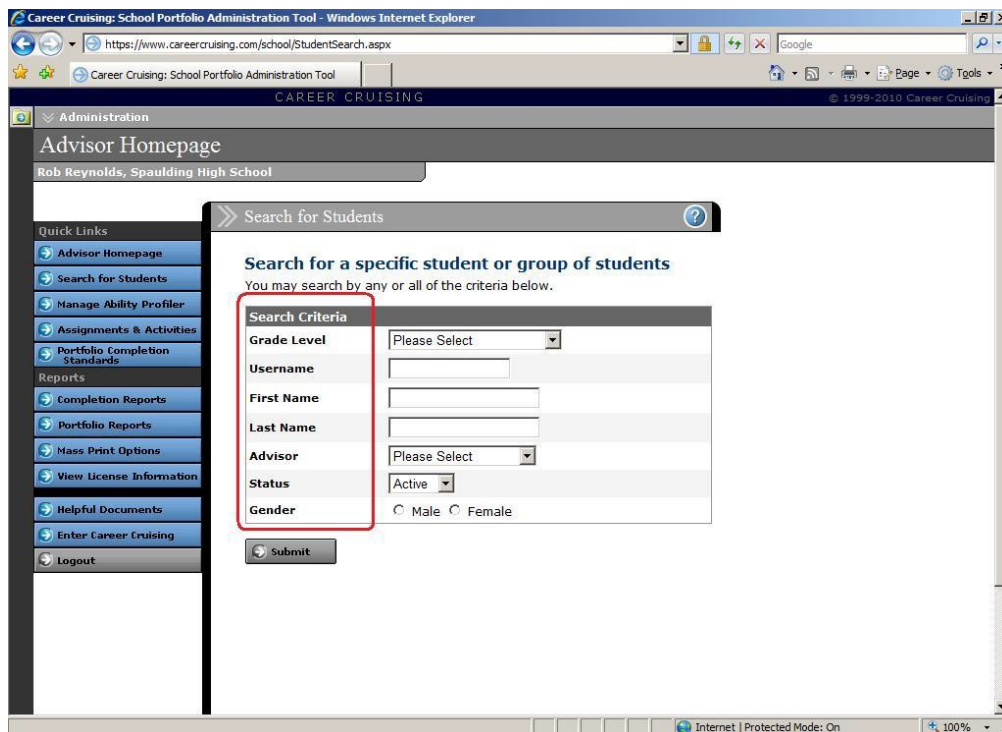 Career Cruising: School Portfolio Administration Tool - Windows Internet Explorer
https://www.careercruising.com/school/StudentSearch.aspx
Google
Career Cruising: School Portfolio Administration Tool
Page
Tools
CAREER CRUISING
© 1999-2010 Career Cruising
Administration
Advisor Homepage
Rob Reynolds, Spaulding High School
Search for Students
?
Quick Links
Advisor Homepage
Search for Students
Manage Ability Profiler
Assignments & Activities
Portfolio Completion
Standards
Reports
Completion Reports
Portfolio Reports
Mass Print Options
View License Information
Helpful Documents
Enter Career Cruising
Logout
Search for a specific student or group of students
You may search by any or all of the criteria below.
Search Criteria
Grade Level Please Select
Username
First Name
Last Name
Advisor Please Select
Status Active
Gender Male Female
Submit
Internet | Protected Mode: On
100%